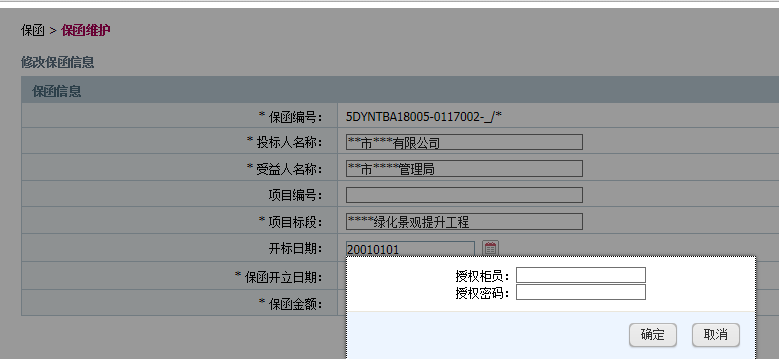 保函 > 保函维护
修改保函信息
保函信息
* 保函编号： 5DYNTBA18005-0117002-_/*
* 投标人名称： **市***有限公司
* 受益人名称： **市****管理局
项目编号：
* 项目标段： ****绿化景观提升工程
开标日期： 20010101
* 保函开立日期：
* 保函金额：
授权柜员：
授权密码：
确定 取消